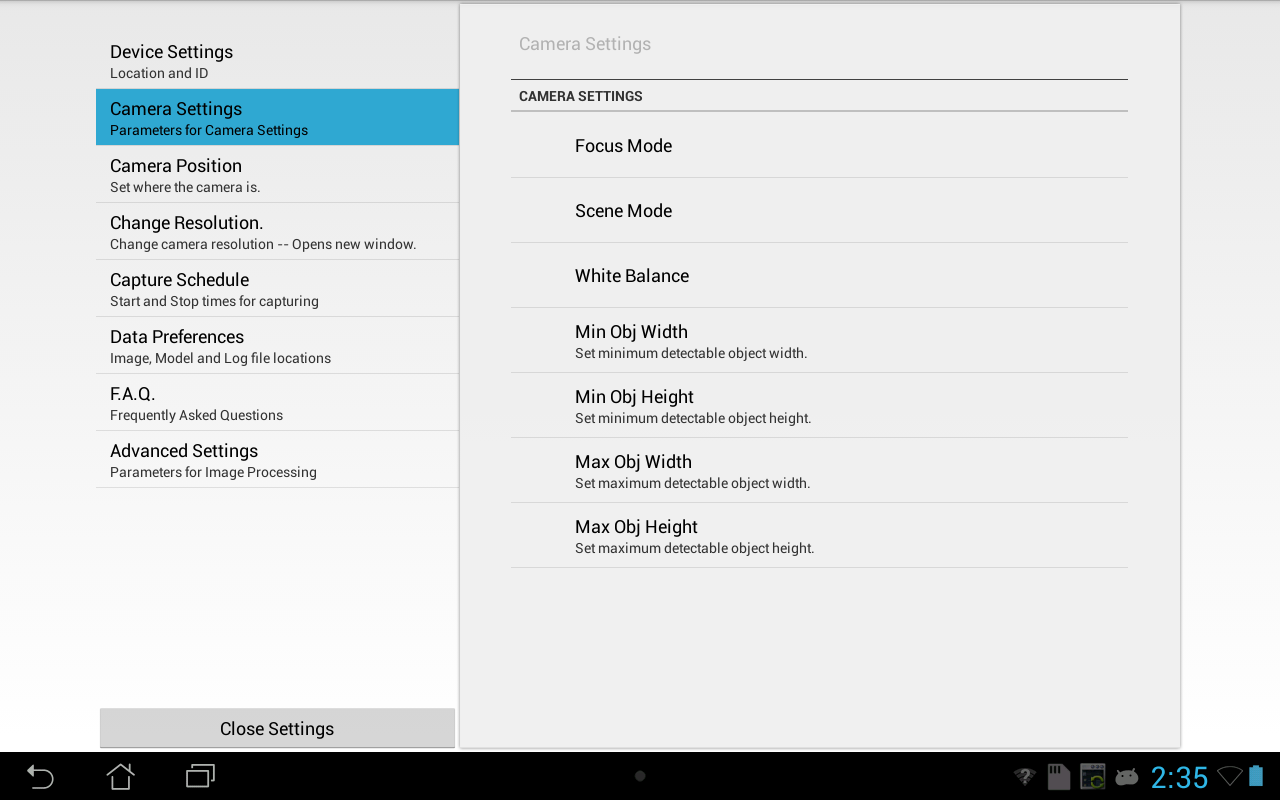 Device Settings
Location and ID
Camera Settings
Parameters for Camera Settings
Camera Position
Set where the camera is.
Change Resolution.
Change camera resolution -- Opens new window.
Capture Schedule
Start and Stop times for capturing
Data Preferences
Image, Model and Log file locations
F.A.Q.
Frequently Asked Questions
Advanced Settings
Parameters for Image Processing
Close Settings
Camera Settings
CAMERA SETTINGS
Focus Mode
Scene Mode
White Balance
Min Obj Width
Set minimum detectable object width.
Min Obj Height
Set minimum detectable object height.
Max Obj Width
Set maximum detectable object width.
Max Obj Height
Set maximum detectable object height.
2:35